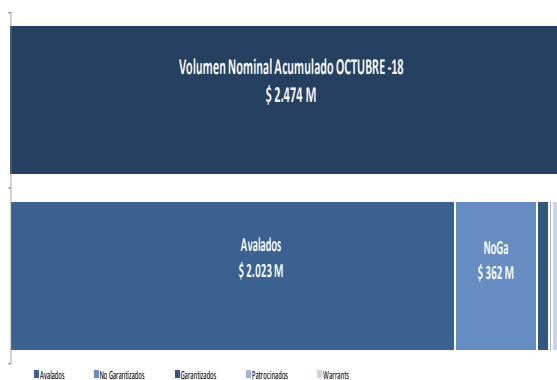 Volumen Nominal Acumulado OCTUBRE -18
$ 2.474 M
Avalados
$ 2.023 M
NoGa
$ 362 M
Avalados No Garantizados Garantizados Patrocinados Warrants